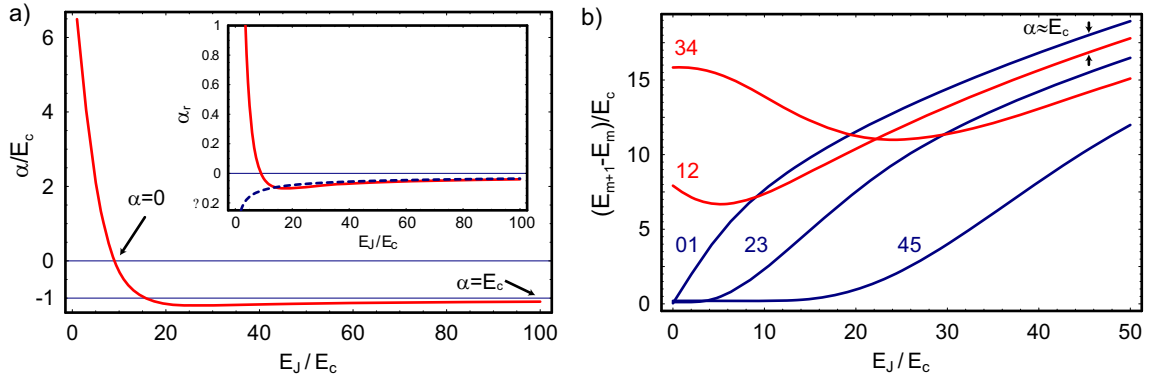 a)
α/E_c
6
4
2
0
-1
α=0
α=E_c
0 20 40 60 80 100
E_J / E_c
α_r
1
0.8
0.6
0.4
0.2
0
? 0.2
0 20 40 60 80 100
E_J/E_c
b)
(E_{m+1}-E_m)/E_c
15
10
5
0
34
12
01
23
45
α≈E_c
0 10 20 30 40 50
E_J / E_c